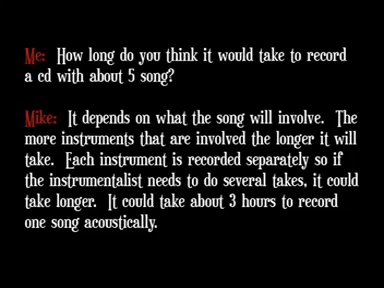 Me: How long do you think it would take to record
a cd with about 5 song?
Mike: It depends on what the song will involve. The
more instruments that are involved the longer it will
take. Each instrument is recorded separately so if
the instrumentalist needs to do several takes, it could
take longer. It could take about 3 hours to record
one song acoustically.